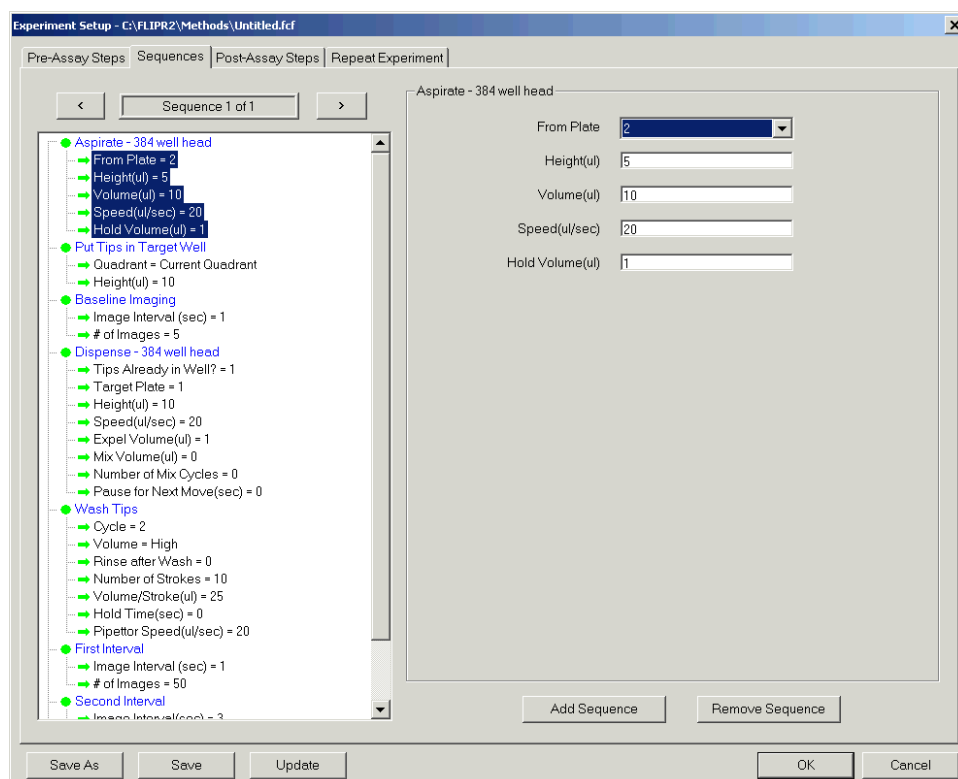 Experiment Setup - C:\FLIPR2\Methods\Untitled.fcf
Pre-Assay Steps Sequences Post-Assay Steps Repeat Experiment
< Sequence 1 of 1 >
Aspirate - 384 well head
From Plate = 2
Height(ul) = 5
Volume(ul) = 10
Speed(ul/sec) = 20
Hold Volume(ul) = 1
Put Tips in Target Well
Quadrant = Current Quadrant
Height(ul) = 10
Baseline Imaging
Image Interval (sec) = 1
# of Images = 5
Dispense - 384 well head
Tips Already in Well? = 1
Target Plate = 1
Height(ul) = 10
Speed(ul/sec) = 20
Expel Volume(ul) = 1
Mix Volume(ul) = 0
Number of Mix Cycles = 0
Pause for Next Move(sec) = 0
Wash Tips
Cycle = 2
Volume = High
Rinse after Wash = 0
Number of Strokes = 10
Volume/Stroke(ul) = 25
Hold Time(sec) = 0
Pipettor Speed(ul/sec) = 20
First Interval
Image Interval (sec) = 1
# of Images = 50
Second Interval
Image Interval(sec) = 3
Aspirate - 384 well head
From Plate 2
Height(ul) 5
Volume(ul) 10
Speed(ul/sec) 20
Hold Volume(ul) 1
Add Sequence Remove Sequence
Save As Save Update OK Cancel